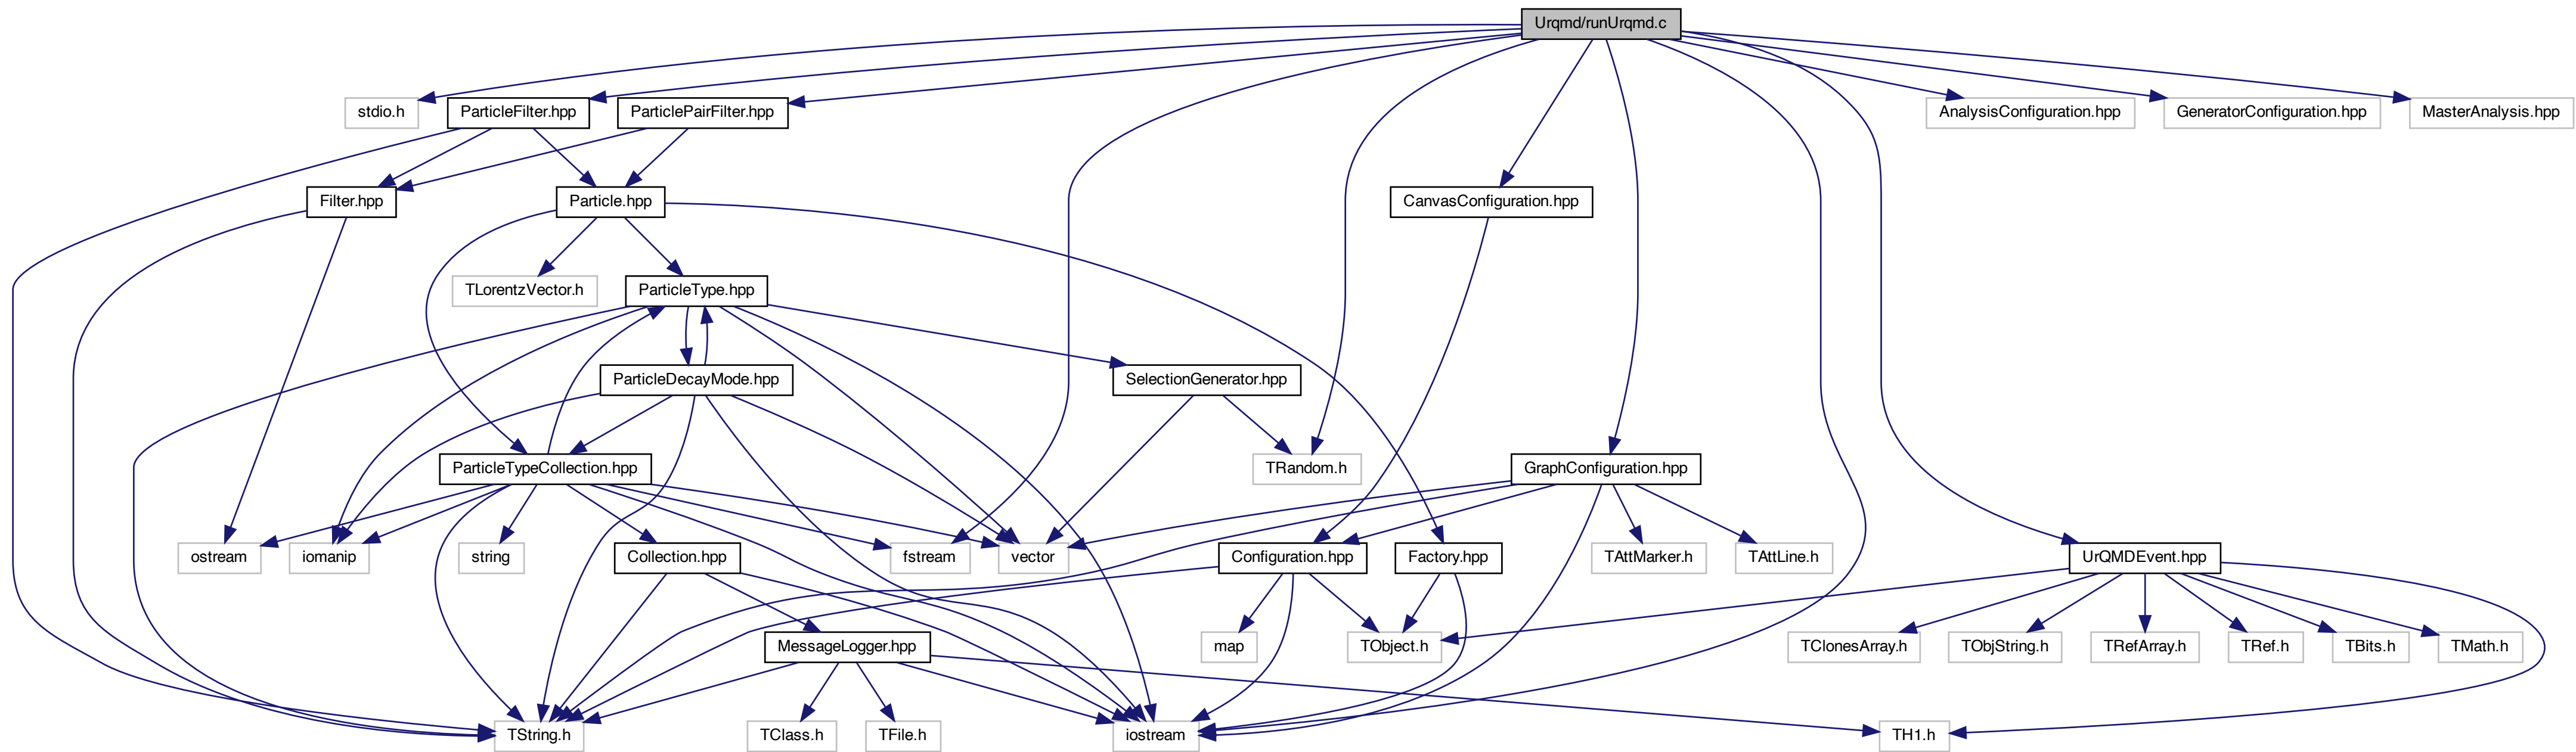 Urqmd/runUrqmd.c
stdio.h
ParticleFilter.hpp
ParticlePairFilter.hpp
AnalysisConfiguration.hpp
GeneratorConfiguration.hpp
MasterAnalysis.hpp
Filter.hpp
Particle.hpp
CanvasConfiguration.hpp
TLorentzVector.h
ParticleType.hpp
ParticleDecayMode.hpp
SelectionGenerator.hpp
ParticleTypeCollection.hpp
TRandom.h
GraphConfiguration.hpp
ostream
iomanip
string
Collection.hpp
fstream
vector
Configuration.hpp
Factory.hpp
TAttMarker.h
TAttLine.h
UrQMDEvent.hpp
MessageLogger.hpp
map
TObject.h
TClonesArray.h
TObjString.h
TRefArray.h
TRef.h
TBits.h
TMath.h
TString.h
TClass.h
TFile.h
iostream
TH1.h